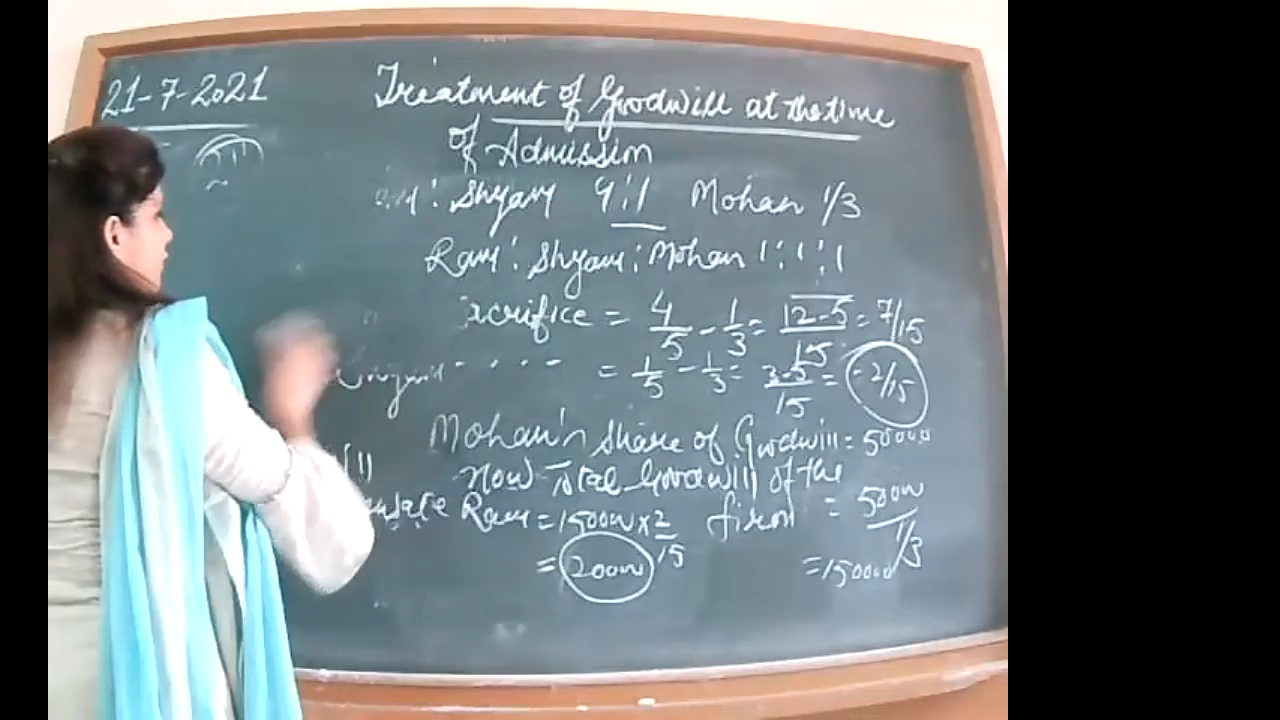 21-7-2021
Treatment of Goodwill at the time
of Admission
: Shyam 4:1 Mohan 1/3
Ram : Shyam : Mohan 1:1:1
acrifice = 4/5 - 1/3 = 12-5/15 = 7/15
= 1/5 - 1/3 = 3-5/15 = -2/15
Mohan's share of Goodwill = 50000
Now Total Goodwill of the
firm = 50000/1/3
= 150000
Ram = 150000 x 2/15
= 20000